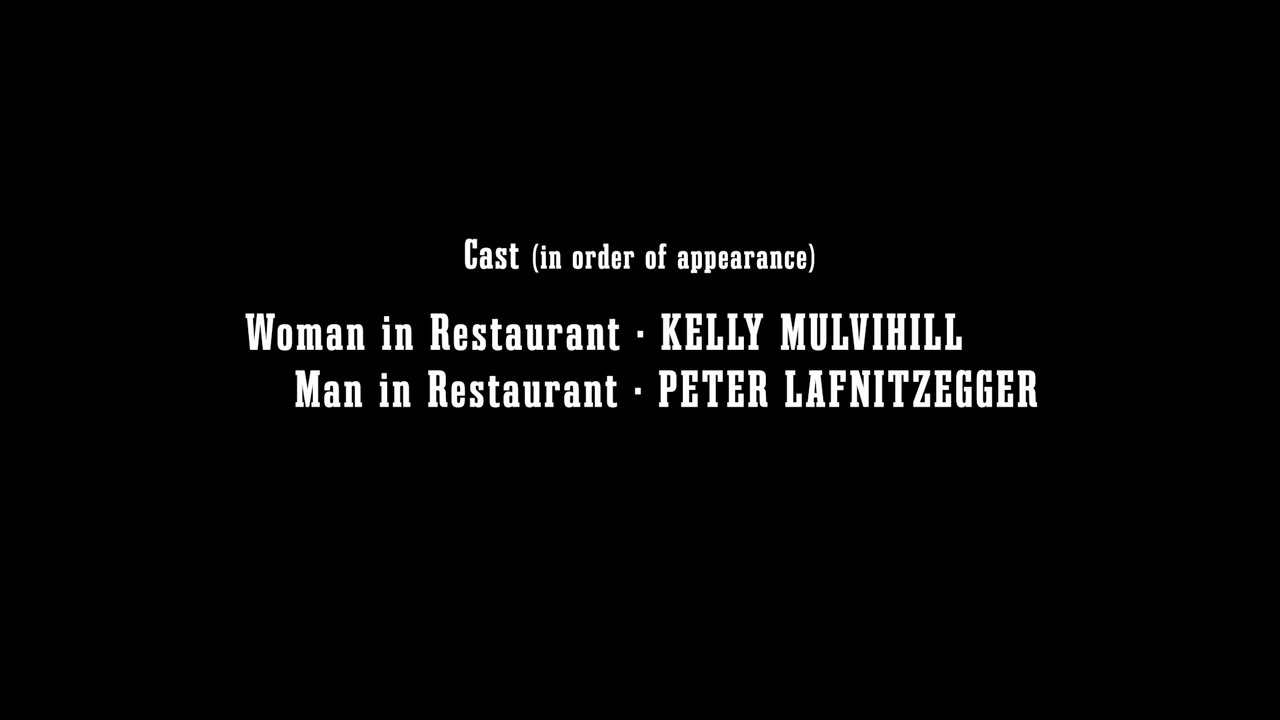 Cast (in order of appearance)
Woman in Restaurant · KELLY MULVIHILL
Man in Restaurant · PETER LAFNITZEGGER